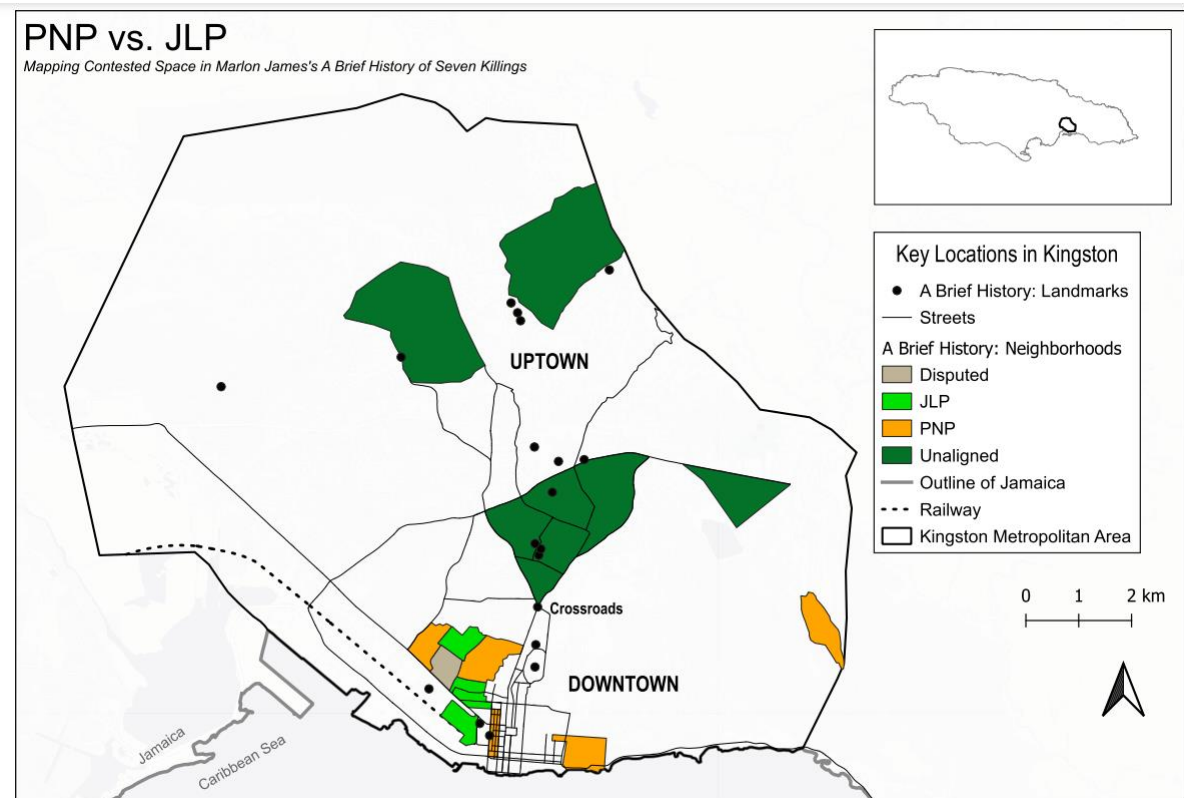 PNP vs. JLP
Mapping Contested Space in Marlon James's A Brief History of Seven Killings
Key Locations in Kingston
A Brief History: Landmarks
Streets
A Brief History: Neighborhoods
Disputed
JLP
PNP
Unaligned
Outline of Jamaica
Railway
Kingston Metropolitan Area
0 1 2 km
UPTOWN
Crossroads
DOWNTOWN
Jamaica
Caribbean Sea